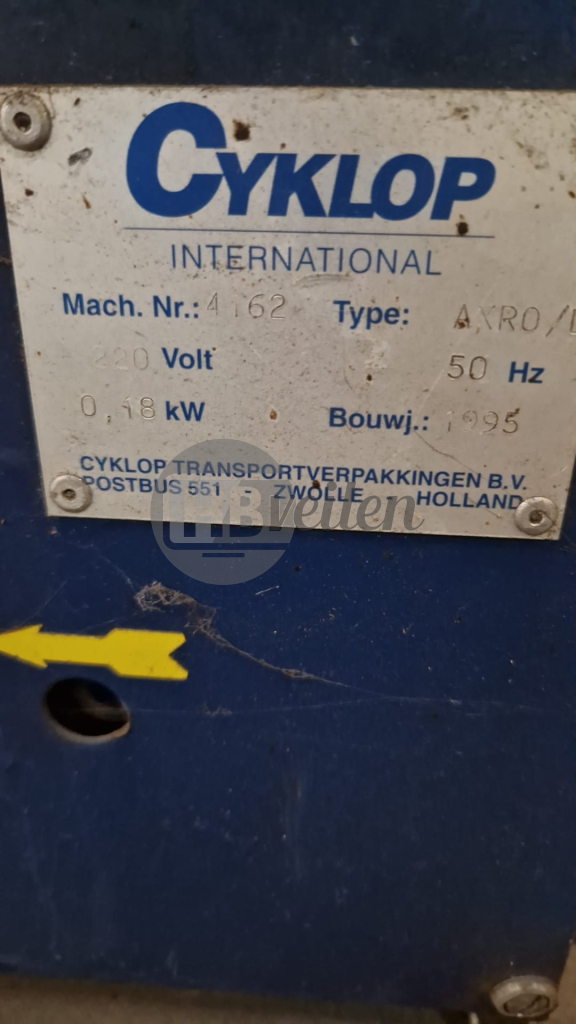 CYKLOP
INTERNATIONAL
Mach. Nr.: 4162 Type:
Volt 50 Hz
0,18 kW Bouwj.: 1995
CYKLOP TRANSPORTVERPAKKINGEN B.V.
POSTBUS 551 - ZWOLLE - HOLLAND
HBveilen